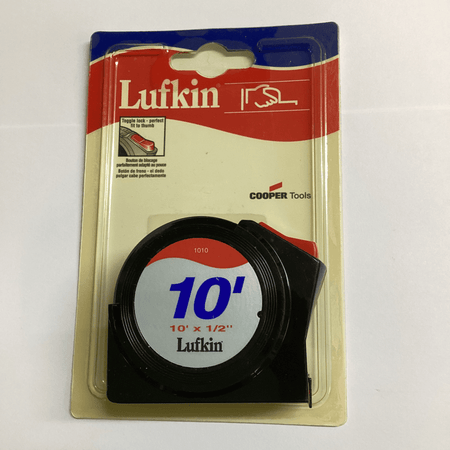 Lufkin
Toggle lock - perfect
fit to thumb
Bouton de blocage
parfaitement adapté au pouce
Botón de freno - si dedo
pulgar cabe perfectamente
COOPER Tools
1010
10'
10' x 1/2"
Lufkin